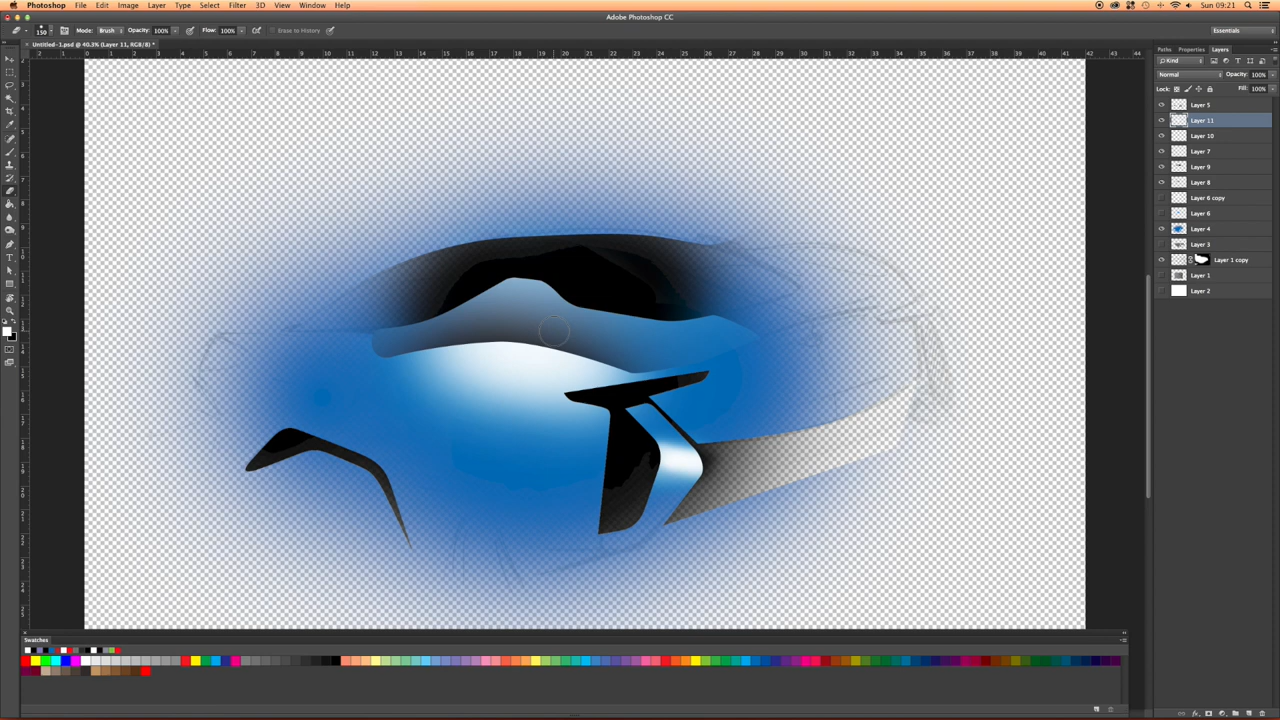 Photoshop File Edit Image Layer Type Select Filter 3D View Window Help Sun 09:21
Adobe Photoshop CC
150 Mode: Brush Opacity: 100% Flow: 100% Erase to History Essentials
Untitled-1.psd @ 40.3% (Layer 11, RGB/8) *
Paths Properties Layers
Kind
Normal Opacity: 100%
Lock: Fill: 100%
Layer 5
Layer 11
Layer 10
Layer 7
Layer 9
Layer 8
Layer 6 copy
Layer 6
Layer 4
Layer 3
Layer 1 copy
Layer 1
Layer 2
Swatches